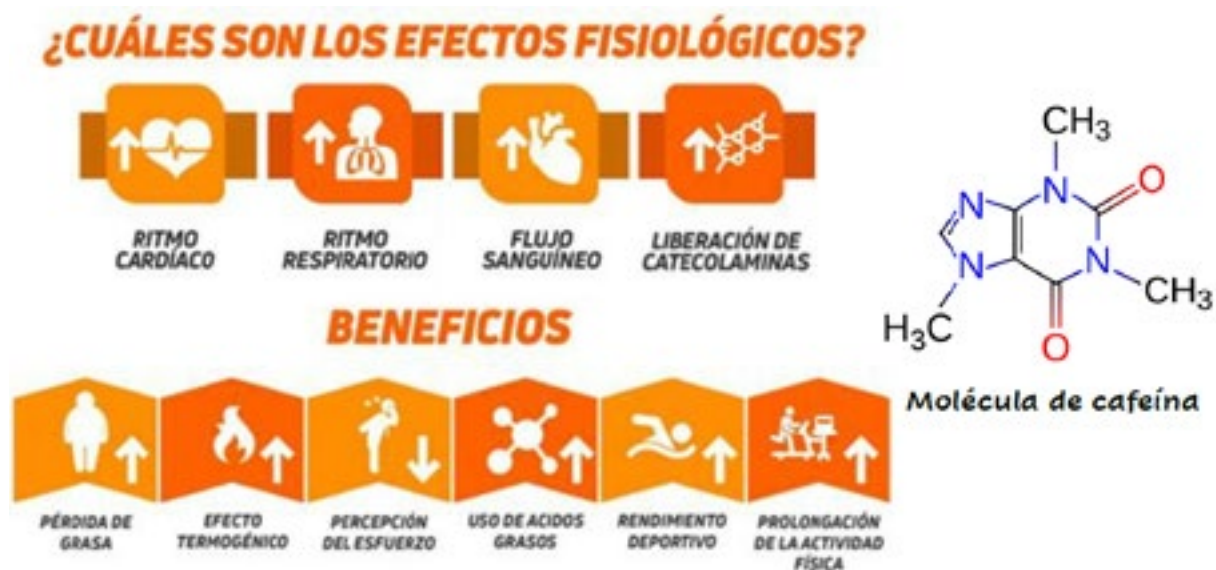 ¿CUÁLES SON LOS EFECTOS FISIOLÓGICOS?
RITMO
CARDÍACO
RITMO
RESPIRATORIO
FLUJO
SANGUÍNEO
LIBERACIÓN DE
CATECOLAMINAS
BENEFICIOS
PÉRDIDA DE
GRASA
EFECTO
TERMOGÉNICO
PERCEPCIÓN
DEL ESFUERZO
USO DE ACIDOS
GRASOS
RENDIMIENTO
DEPORTIVO
PROLONGACIÓN
DE LA ACTIVIDAD
FÍSICA
CH₃
O
N
N
N
N
CH₃
H₃C
O
Molécula de cafeína